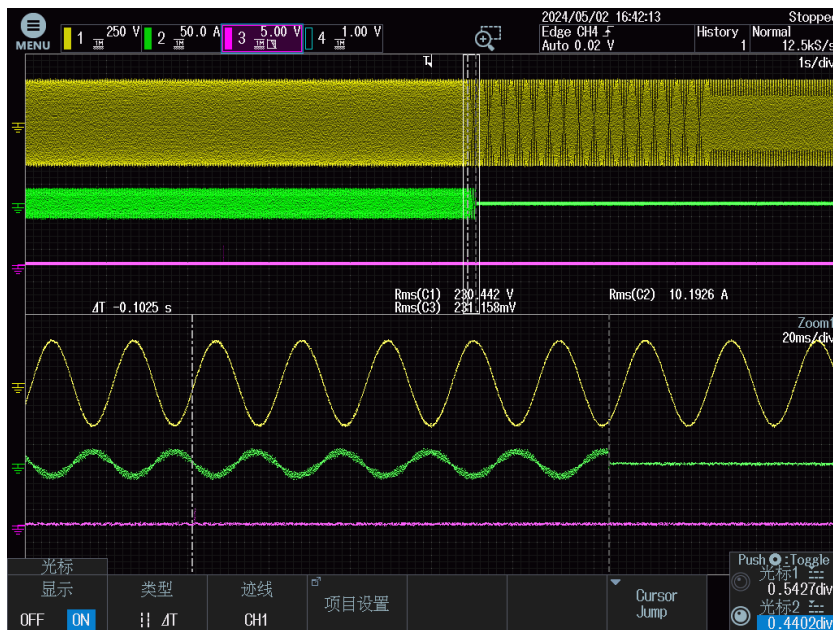 2024/05/02 16:42:13 Stopped
MENU 1 250 V 2 50.0 A 3 5.00 V 4 1.00 V Edge CH4 History Normal
Auto 0.02 V 1 12.5kS/s
1s/div
T
Rms(C1) 230.442 V Rms(C2) 10.1926 A
ΔT -0.1025 s Rms(C3) 231.158mV
Zoom1
20ms/div
光标
显示 类型 迹线 项目设置 Cursor Jump
OFF ON ΔT CH1
Push :Toggle
光标1
0.5427div
光标2
0.4402div